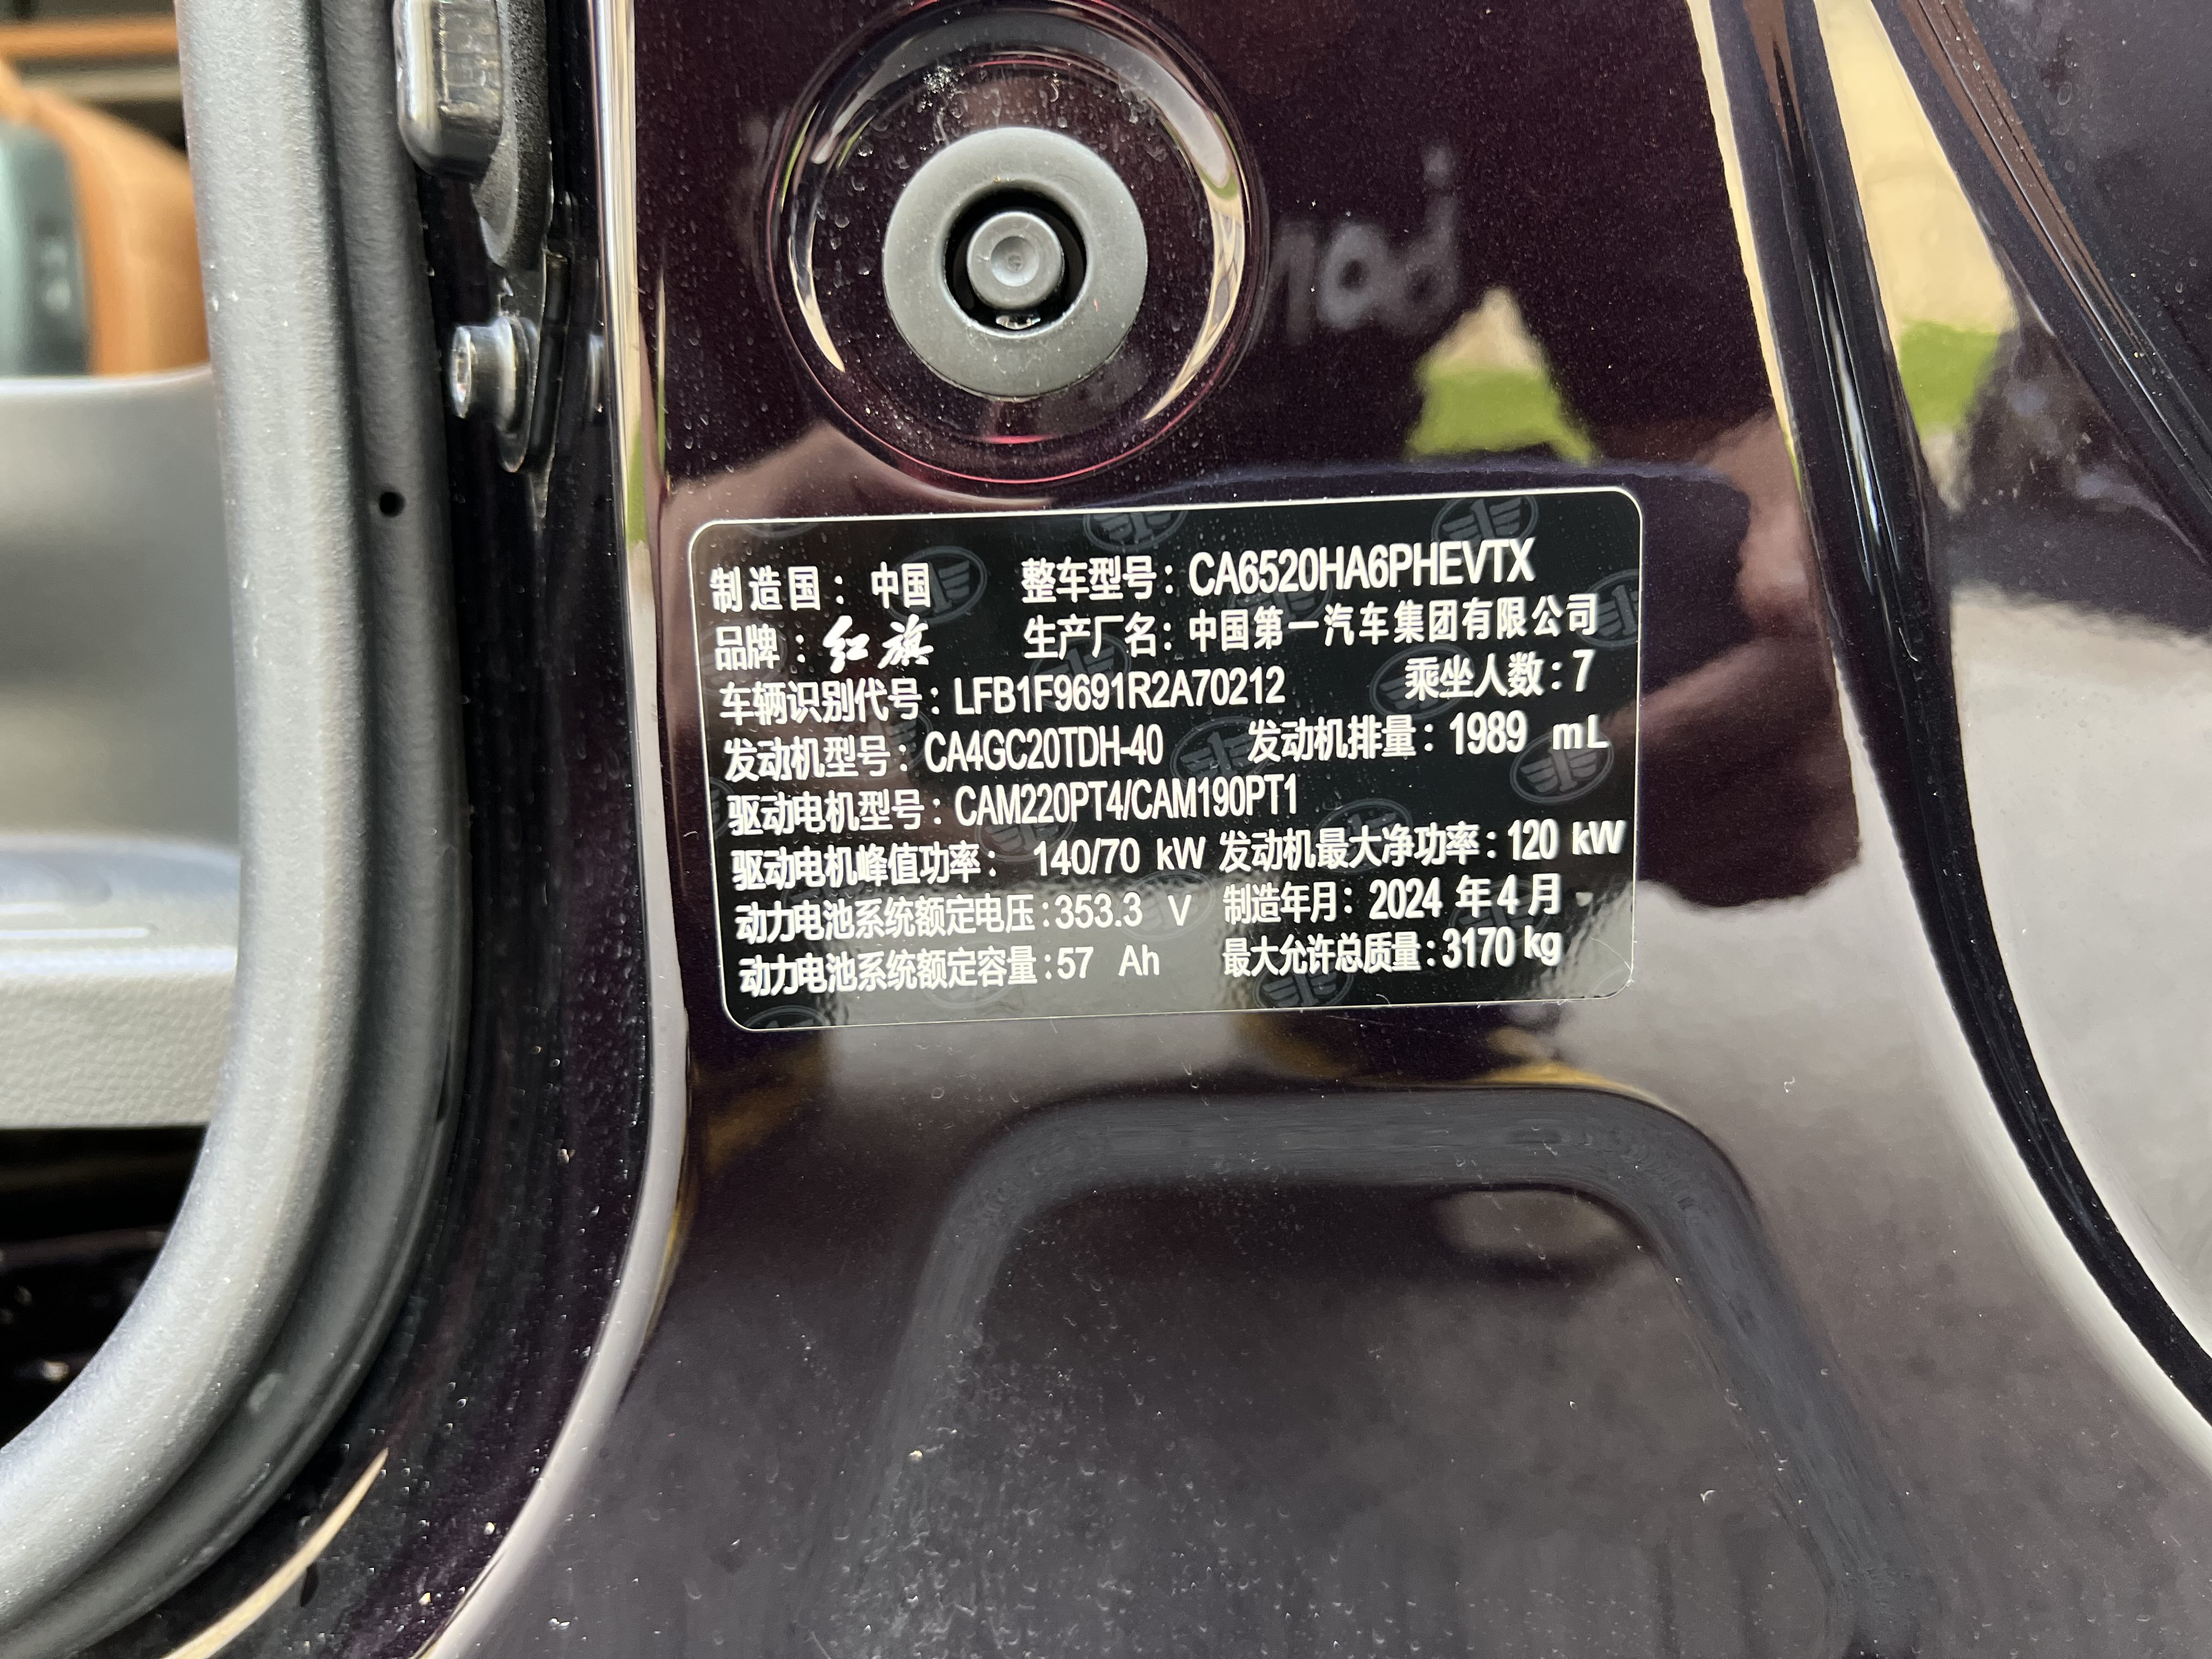 制造国：中国 整车型号：CA6520HA6PHEVTX
品牌：红旗 生产厂名：中国第一汽车集团有限公司
车辆识别代号：LFB1F9691R2A70212 乘坐人数：7
发动机型号：CA4GC20TDH-40 发动机排量：1989 mL
驱动电机型号：CAM220PT4/CAM190PT1
驱动电机峰值功率：140/70 kW 发动机最大净功率：120 kW
动力电池系统额定电压：353.3 V 制造年月：2024 年 4 月
动力电池系统额定容量：57 Ah 最大允许总质量：3170 kg